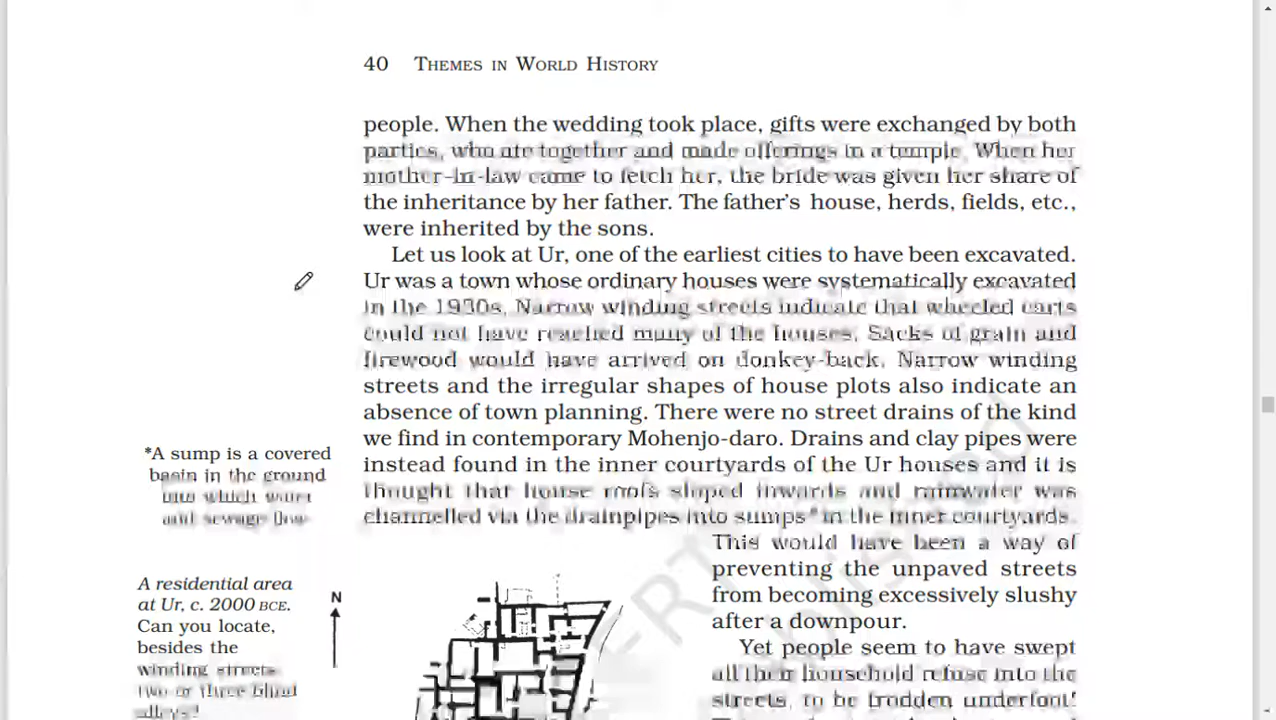 40 THEMES IN WORLD HISTORY
people. When the wedding took place, gifts were exchanged by both
parties, who ate together and made offerings in a temple. When her
mother-in-law came to fetch her, the bride was given her share of
the inheritance by her father. The father's house, herds, fields, etc.,
were inherited by the sons.
Let us look at Ur, one of the earliest cities to have been excavated.
Ur was a town whose ordinary houses were systematically excavated
in the 1930s. Narrow winding streets indicate that wheeled carts
could not have reached many of the houses. Sacks of grain and
firewood would have arrived on donkey-back. Narrow winding
streets and the irregular shapes of house plots also indicate an
absence of town planning. There were no street drains of the kind
we find in contemporary Mohenjo-daro. Drains and clay pipes were
instead found in the inner courtyards of the Ur houses and it is
thought that house roofs sloped inwards and rainwater was
channelled via the drainpipes into sumps* in the inner courtyards.
This would have been a way of
preventing the unpaved streets
from becoming excessively slushy
after a downpour.
Yet people seem to have swept
all their household refuse into the
streets, to be trodden underfoot!
*A sump is a covered
basin in the ground
into which water
and sewage flow.
A residential area
at Ur, c. 2000 BCE.
Can you locate,
besides the
winding streets
two or three blind
alleys?
N